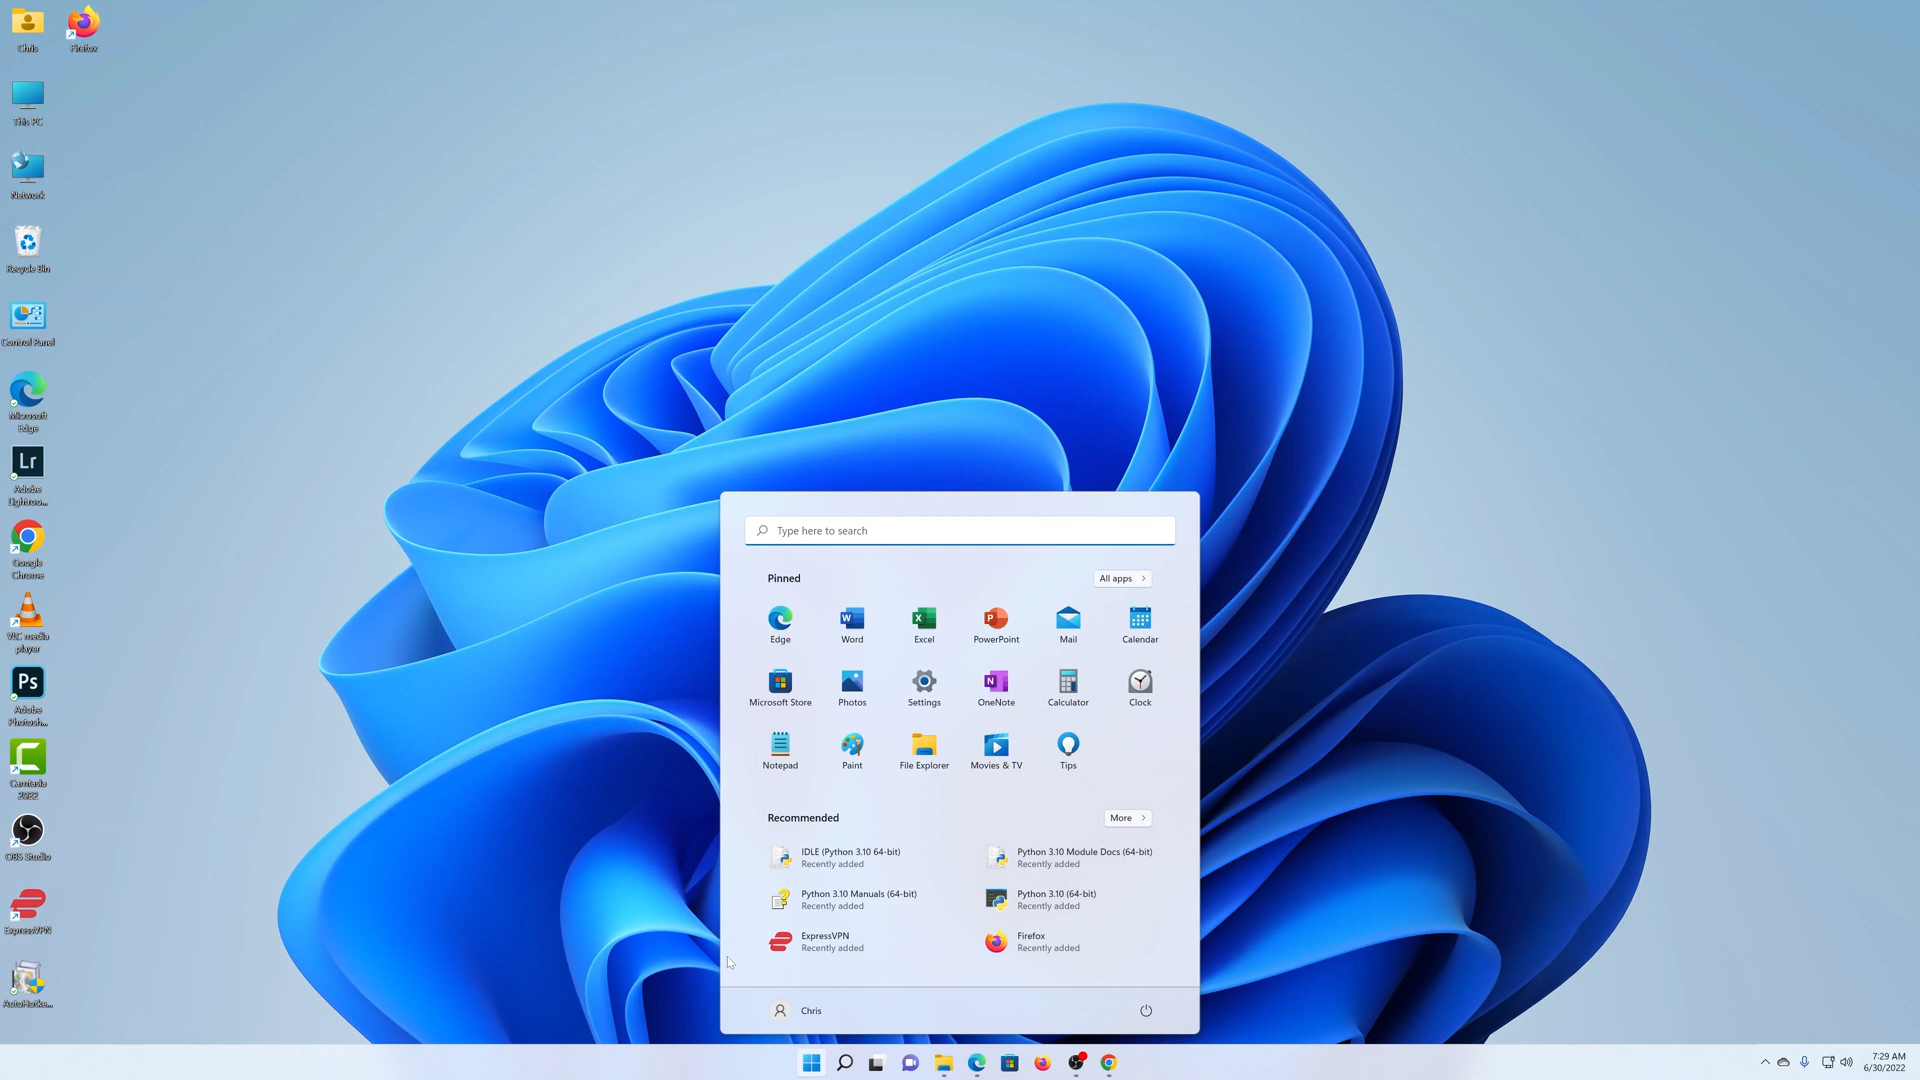 Chris
Firefox
This PC
Network
Recycle Bin
Control Panel
Microsoft
Edge
Lr
Adobe
Lightroo...
Google
Chrome
VLC media
player
Ps
Adobe
Photosh...
Camtasia
2022
OBS Studio
ExpressVPN
AutoHotke...
Type here to search
Pinned
All apps
Edge
Word
Excel
PowerPoint
Mail
Calendar
Microsoft Store
Photos
Settings
OneNote
Calculator
Clock
Notepad
Paint
File Explorer
Movies & TV
Tips
Recommended
More
IDLE (Python 3.10 64-bit)
Recently added
Python 3.10 Module Docs (64-bit)
Recently added
Python 3.10 Manuals (64-bit)
Recently added
Python 3.10 (64-bit)
Recently added
ExpressVPN
Recently added
Firefox
Recently added
Chris
7:29 AM
6/30/2022